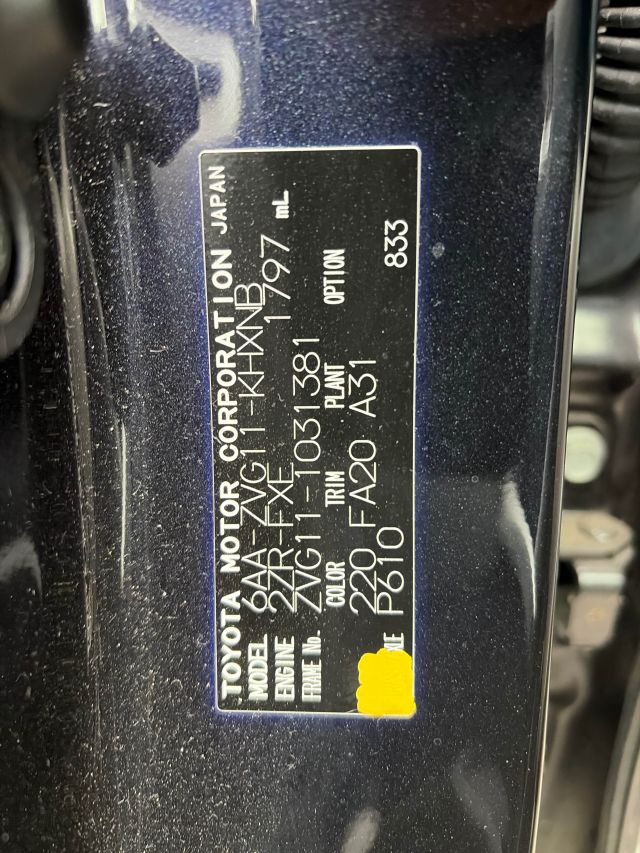 TOYOTA MOTOR CORPORATION JAPAN
MODEL 6AA-ZVG11-KHXNB
ENGINE 2ZR-FXE 1797 mL
FRAME No. ZVG11-1031381
COLOR TRIM PLANT OPTION
220 FA20 A31
P610 833